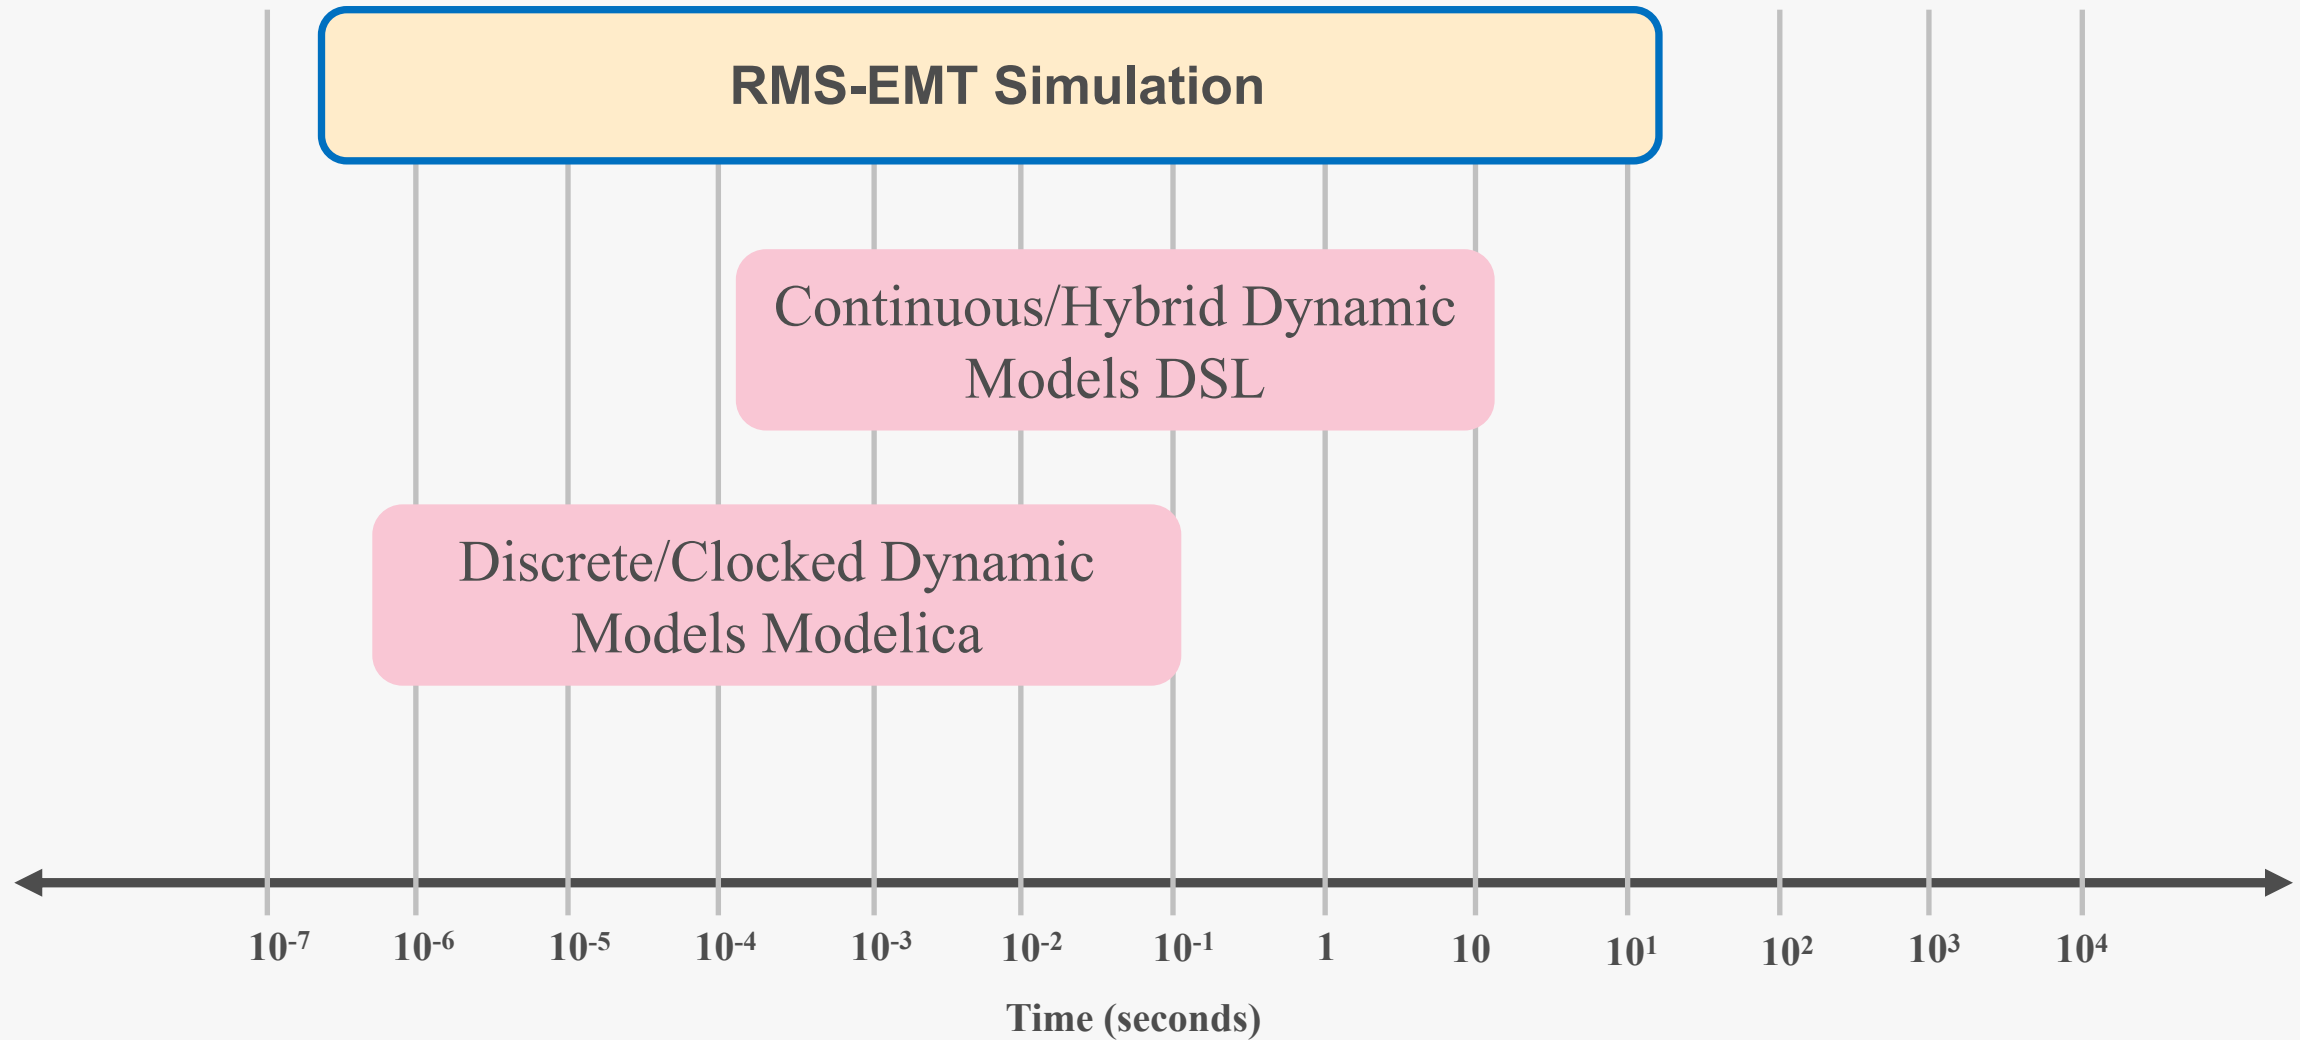 RMS-EMT Simulation
Continuous/Hybrid Dynamic
Models DSL
Discrete/Clocked Dynamic
Models Modelica
10⁻⁷ 10⁻⁶ 10⁻⁵ 10⁻⁴ 10⁻³ 10⁻² 10⁻¹ 1 10 10¹ 10² 10³ 10⁴
Time (seconds)